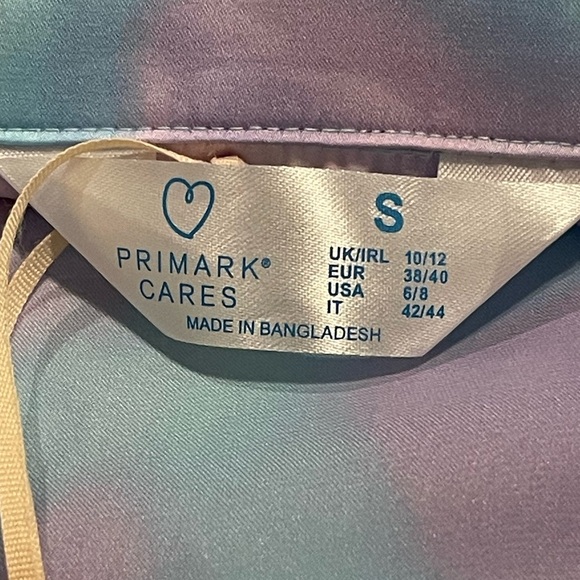 S
PRIMARK®
CARES
UK/IRL 10/12
EUR 38/40
USA 6/8
IT 42/44
MADE IN BANGLADESH